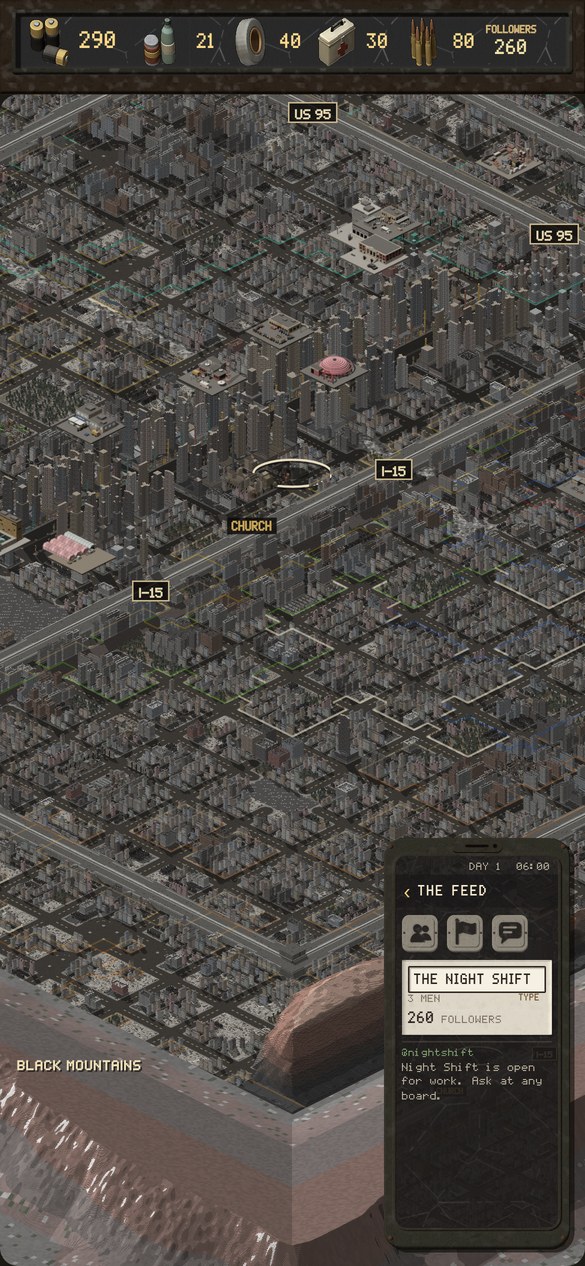 290
21
40
30
80
FOLLOWERS
260
US 95
US 95
I-15
CHURCH
I-15
BLACK MOUNTAINS
DAY 1 06:00
‹ THE FEED
THE NIGHT SHIFT
3 MEN TYPE
260 FOLLOWERS
@nightshift
Night Shift is open
for work. Ask at any
board.
I-15
CHURCH